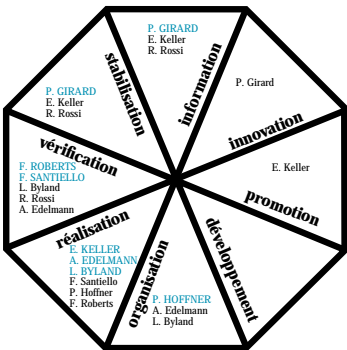 P. GIRARD
E. Keller
R. Rossi
information
P. Girard
innovation
E. Keller
promotion
développement
P. HOFFNER
A. Edelmann
L. Byland
organisation
E. KELLER
A. EDELMANN
L. BYLAND
F. Santiello
P. Hoffner
F. Roberts
réalisation
F. ROBERTS
F. SANTIELLO
L. Byland
R. Rossi
A. Edelmann
vérification
P. GIRARD
E. Keller
R. Rossi
stabilisation